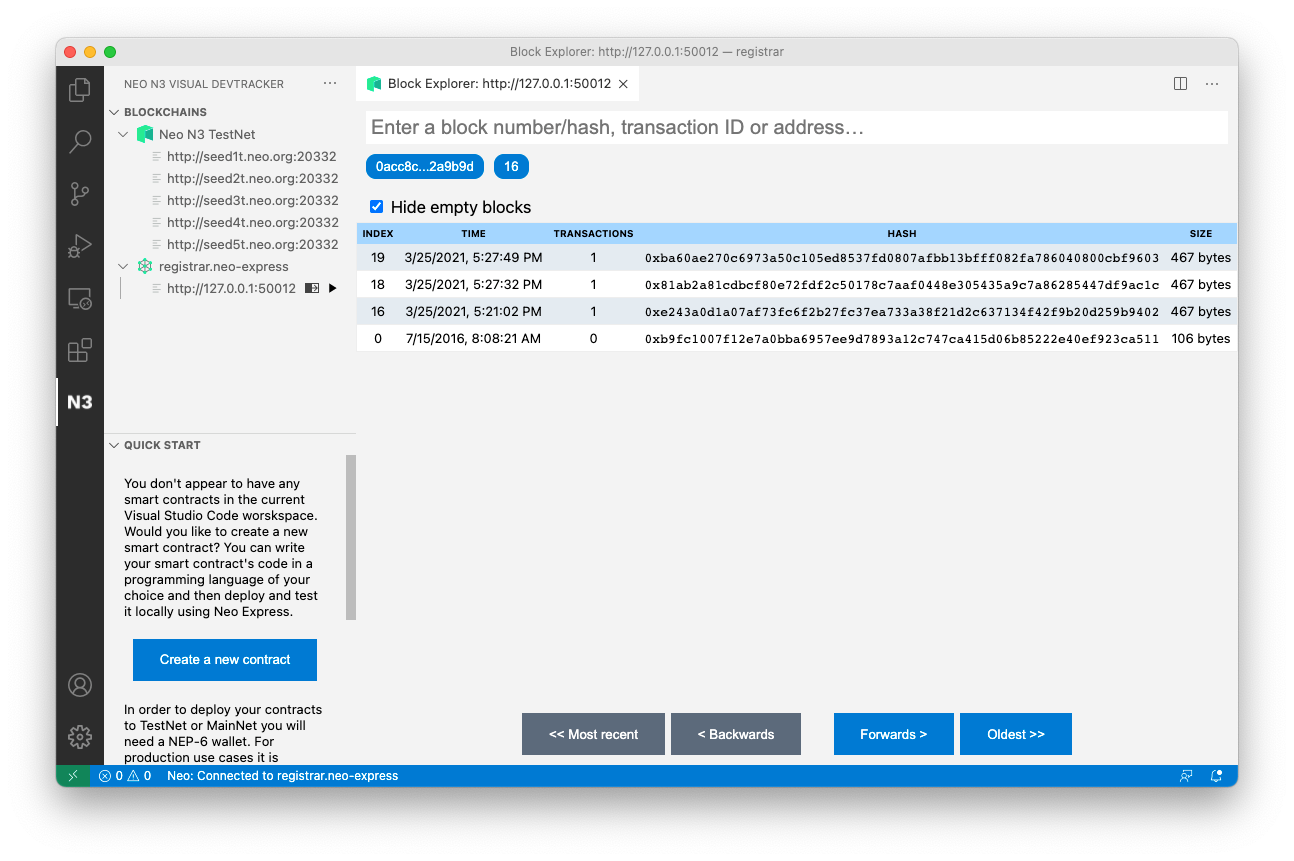 Block Explorer: http://127.0.0.1:50012 — registrar
NEO N3 VISUAL DEVTRACKER
BLOCKCHAINS
Neo N3 TestNet
http://seed1t.neo.org:20332
http://seed2t.neo.org:20332
http://seed3t.neo.org:20332
http://seed4t.neo.org:20332
http://seed5t.neo.org:20332
registrar.neo-express
http://127.0.0.1:50012
N3
QUICK START
You don't appear to have any
smart contracts in the current
Visual Studio Code worskspace.
Would you like to create a new
smart contract? You can write
your smart contract's code in a
programming language of your
choice and then deploy and test
it locally using Neo Express.
Create a new contract
In order to deploy your contracts
to TestNet or MainNet you will
need a NEP-6 wallet. For
production use cases it is
Block Explorer: http://127.0.0.1:50012
Enter a block number/hash, transaction ID or address…
0acc8c...2a9b9d 16
Hide empty blocks
INDEX TIME TRANSACTIONS HASH SIZE
19 3/25/2021, 5:27:49 PM 1 0xba60ae270c6973a50c105ed8537fd0807afbb13bfff082fa786040800cbf9603 467 bytes
18 3/25/2021, 5:27:32 PM 1 0x81ab2a81cdbcf80e72fdf2c50178c7aaf0448e305435a9c7a86285447df9ac1c 467 bytes
16 3/25/2021, 5:21:02 PM 1 0xe243a0d1a07af73fc6f2b27fc37ea733a38f21d2c637134f42f9b20d259b9402 467 bytes
0 7/15/2016, 8:08:21 AM 0 0xb9fc1007f12e7a0bba6957ee9d7893a12c747ca415d06b85222e40ef923ca511 106 bytes
<< Most recent < Backwards Forwards > Oldest >>
0 0 Neo: Connected to registrar.neo-express